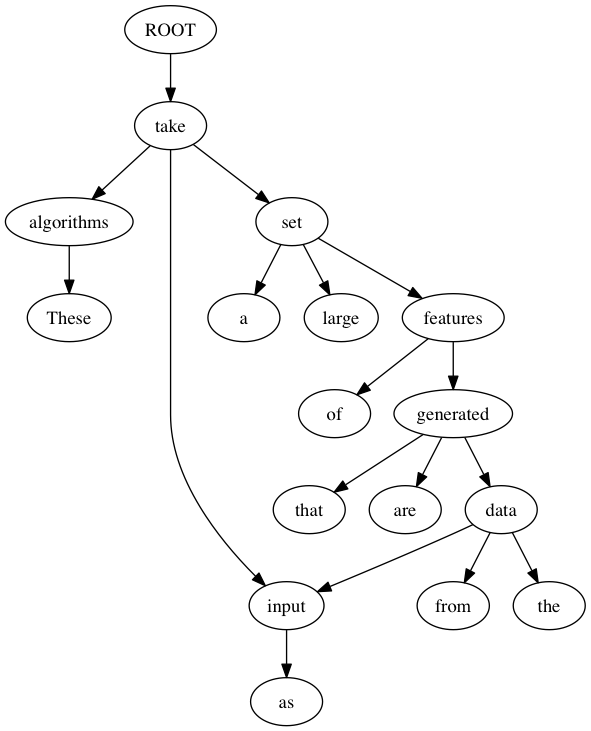 ROOT
take
algorithms
set
These
a
large
features
of
generated
that
are
data
input
from
the
as